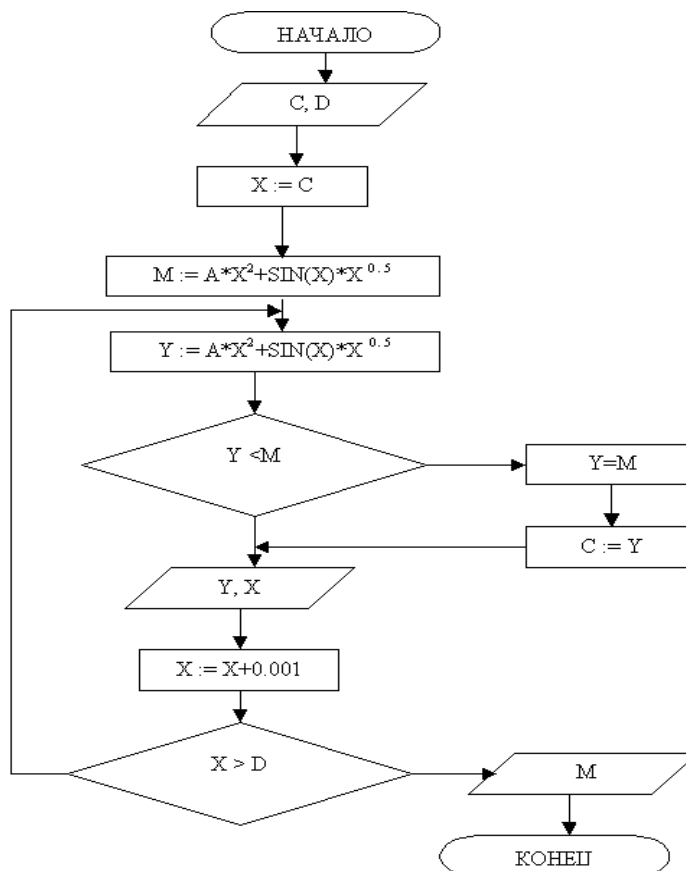 НАЧАЛО
C, D
X := C
M := A*X²+SIN(X)*X ⁰·⁵
Y := A*X²+SIN(X)*X ⁰·⁵
Y <M
Y=M
C := Y
Y, X
X := X+0.001
X > D
M
КОНЕЦ